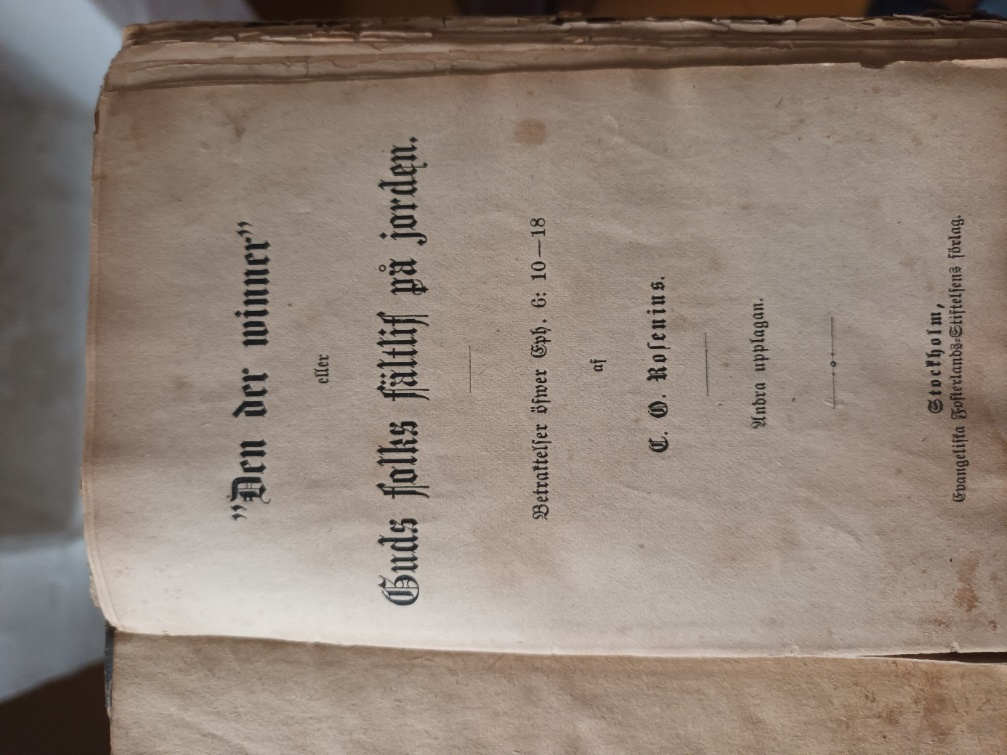 ”Den der winner”
eller
Guds folks fältlif på jorden.
Betraktelser öfwer Eph. 6: 10—18
af
C. O. Rosenius.
Andra upplagan.
Stockholm,
Evangeliska Fosterlands-Stiftelsens förlag.